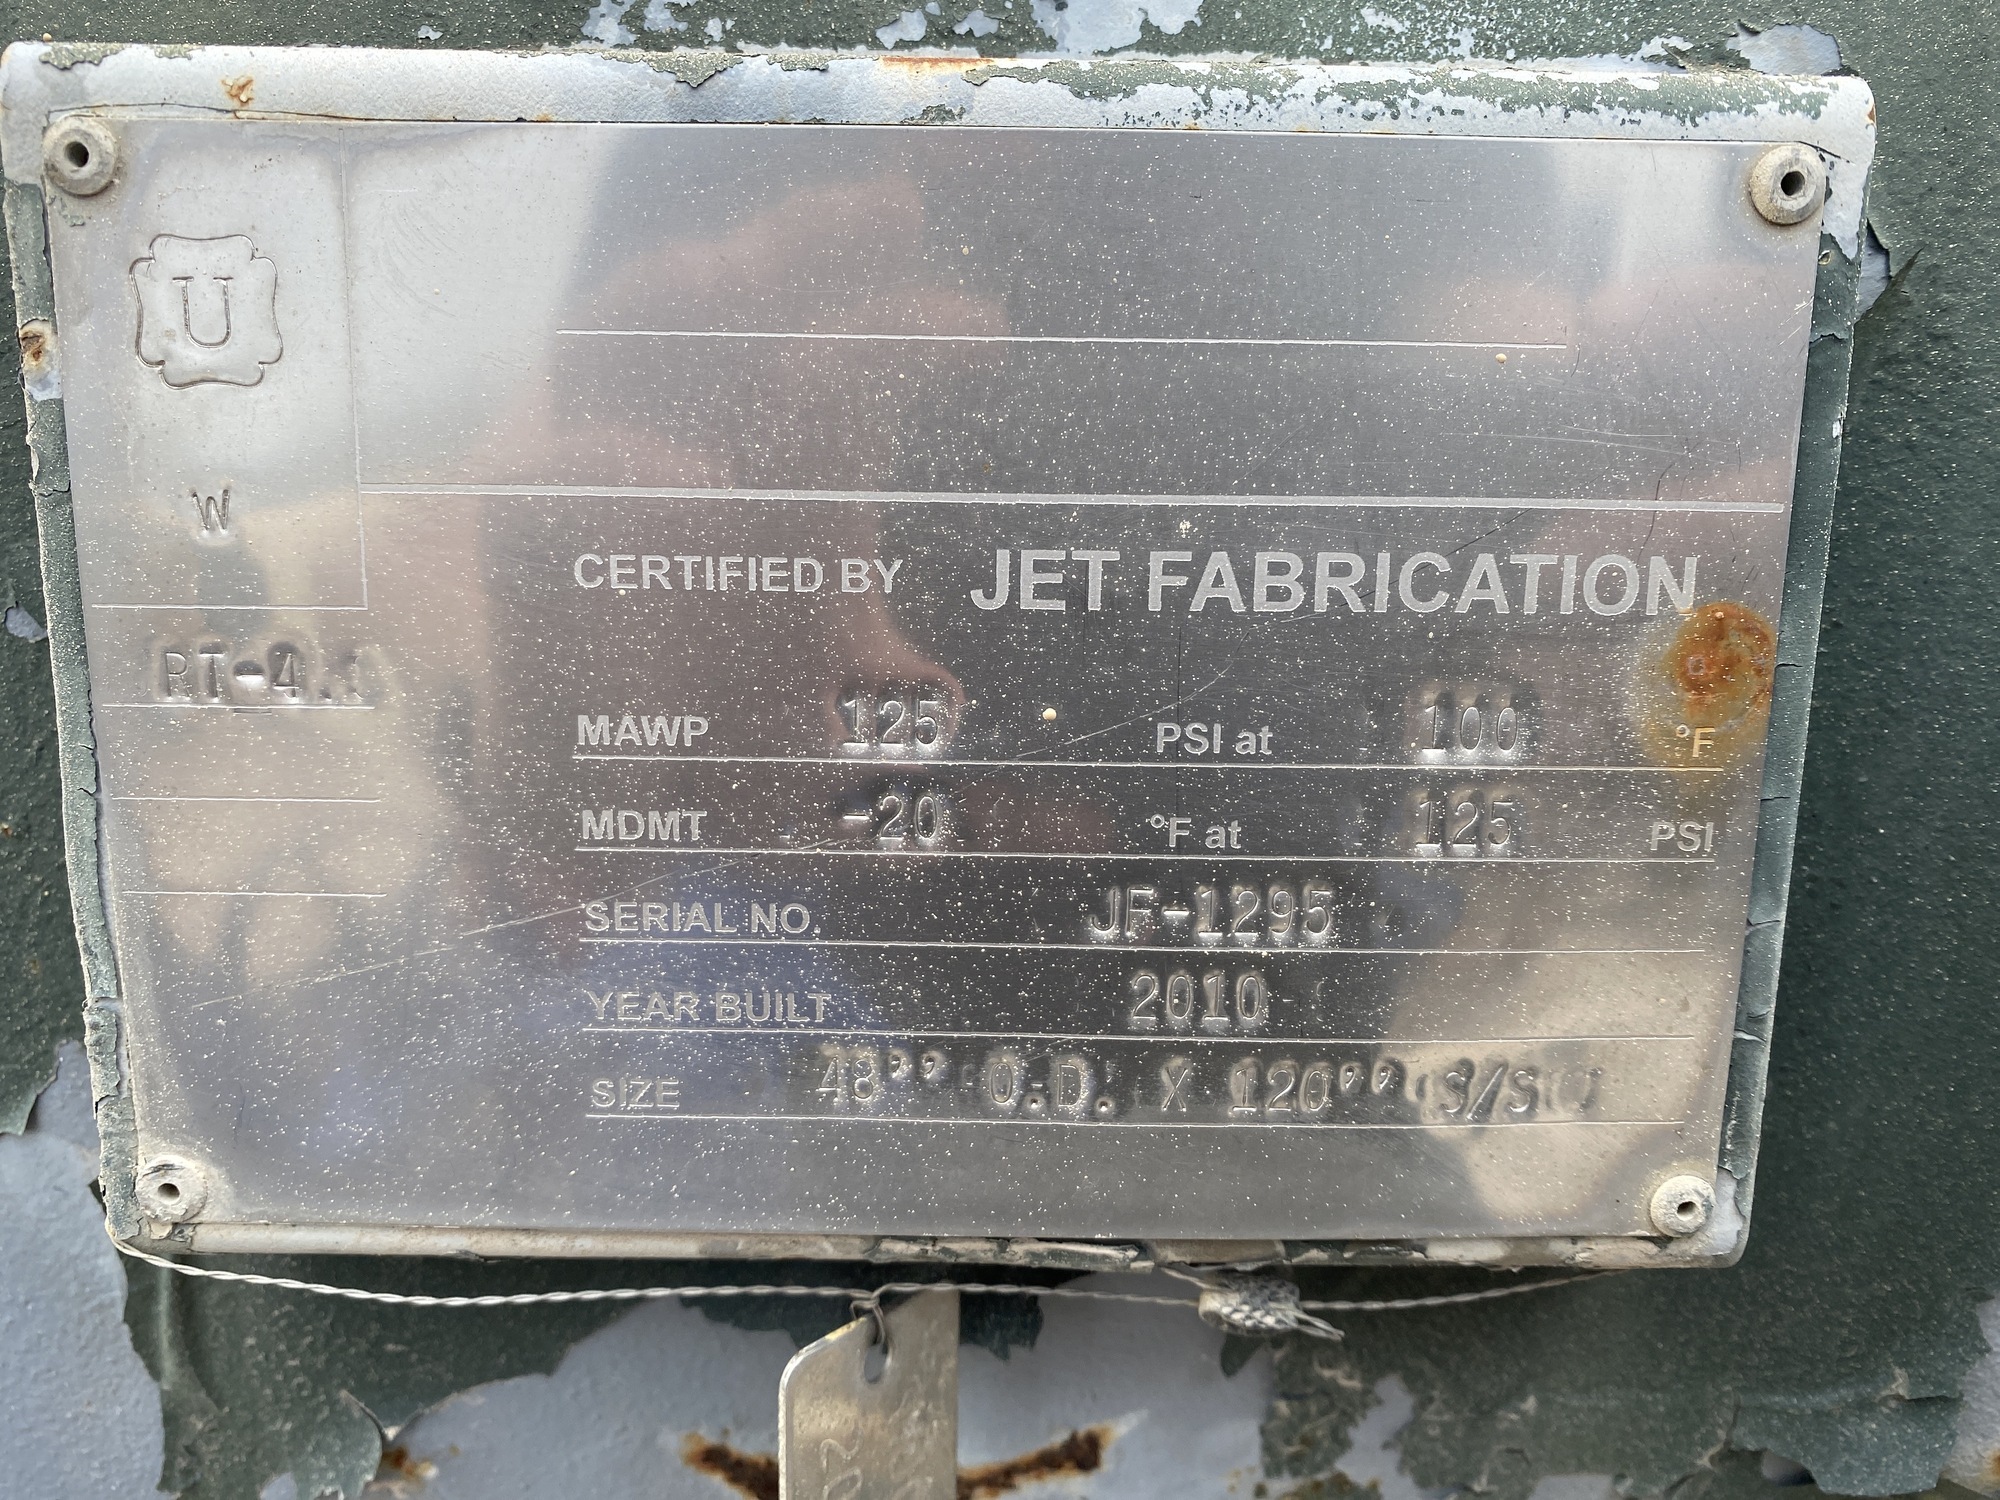 U
W
CERTIFIED BY JET FABRICATION
RT-4
MAWP 125 PSI at 100 °F
MDMT -20 °F at 125 PSI
SERIAL NO. JF-1295
YEAR BUILT 2010
SIZE 48'' O.D. X 120'' S/S